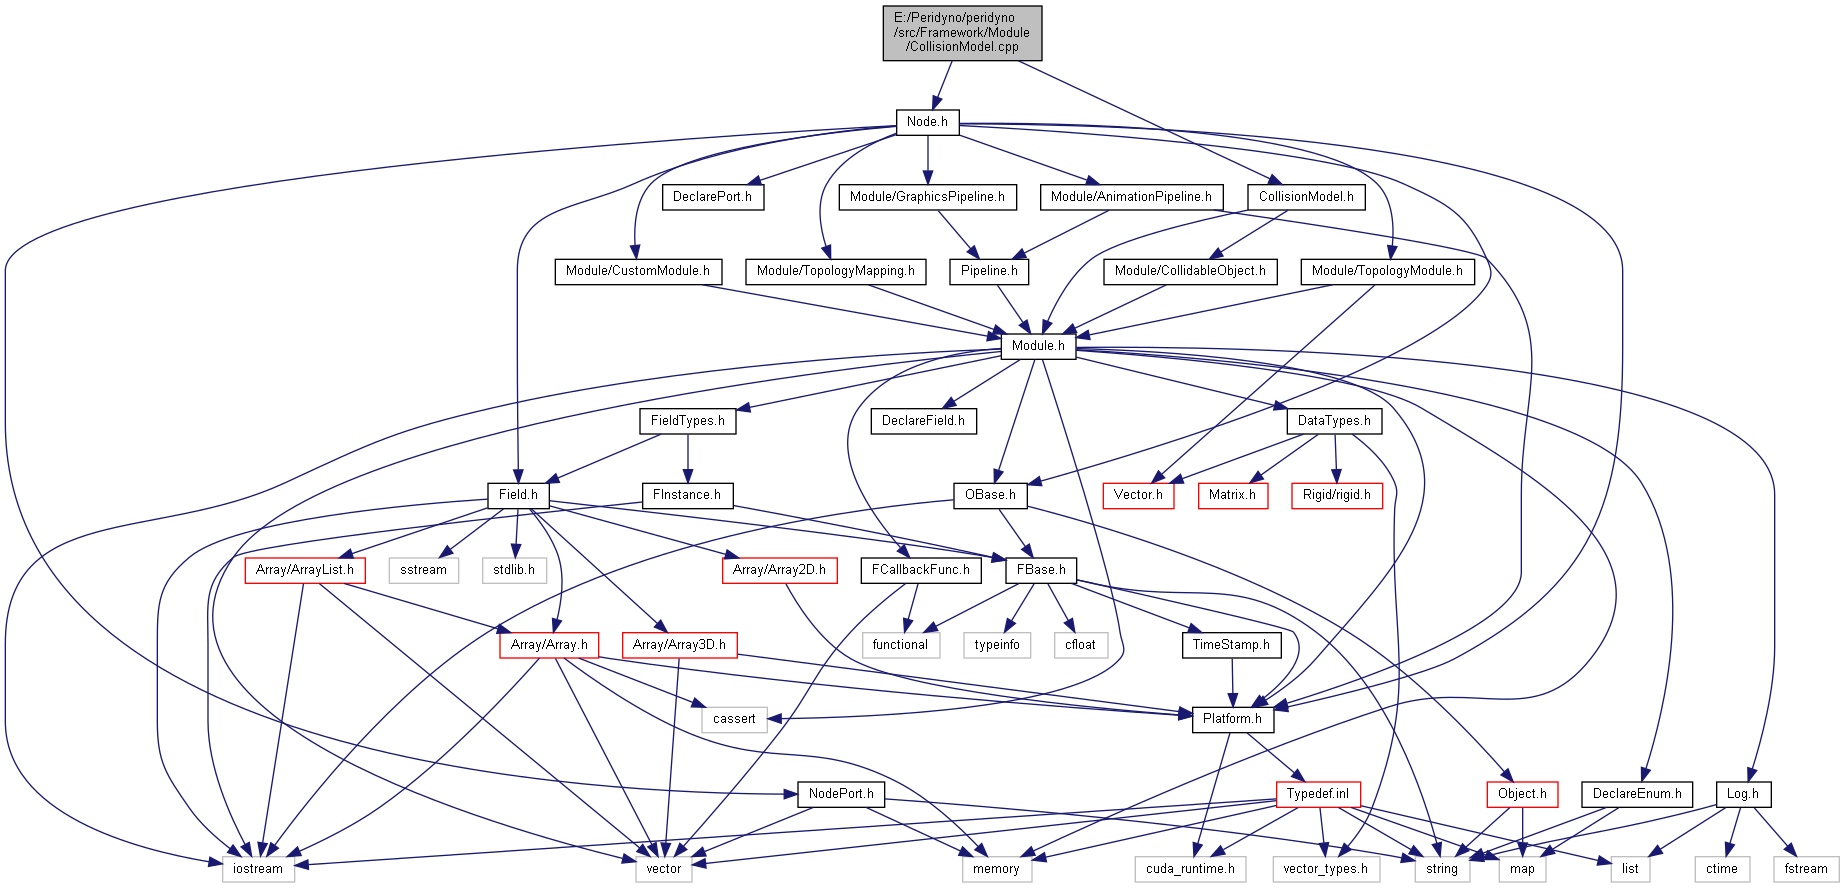 E:/Peridyno/peridyno
/src/Framework/Module
/CollisionModel.cpp
Node.h
DeclarePort.h
Module/GraphicsPipeline.h
Module/AnimationPipeline.h
CollisionModel.h
Module/CustomModule.h
Module/TopologyMapping.h
Pipeline.h
Module/CollidableObject.h
Module/TopologyModule.h
Module.h
FieldTypes.h
DeclareField.h
DataTypes.h
Field.h
FInstance.h
OBase.h
Vector.h
Matrix.h
Rigid/rigid.h
Array/ArrayList.h
sstream
stdlib.h
Array/Array2D.h
FCallbackFunc.h
FBase.h
Array/Array.h
Array/Array3D.h
functional
typeinfo
cfloat
TimeStamp.h
cassert
Platform.h
NodePort.h
Typedef.inl
Object.h
DeclareEnum.h
Log.h
iostream
vector
memory
cuda_runtime.h
vector_types.h
string
map
list
ctime
fstream